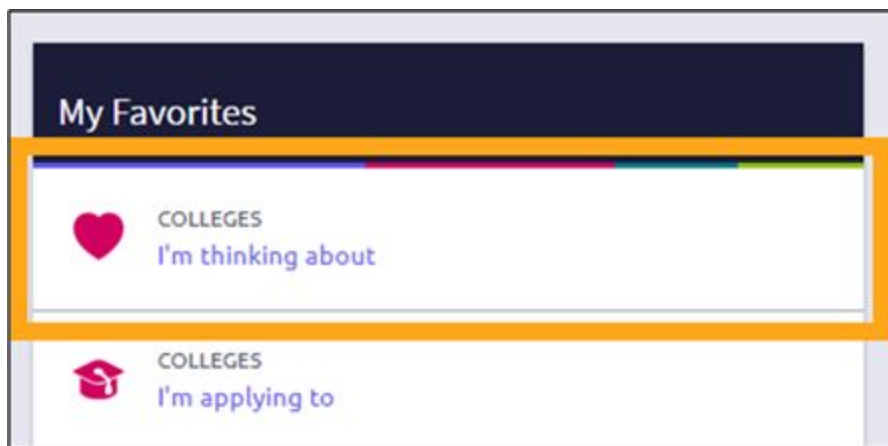 My Favorites
COLLEGES
I'm thinking about
COLLEGES
I'm applying to